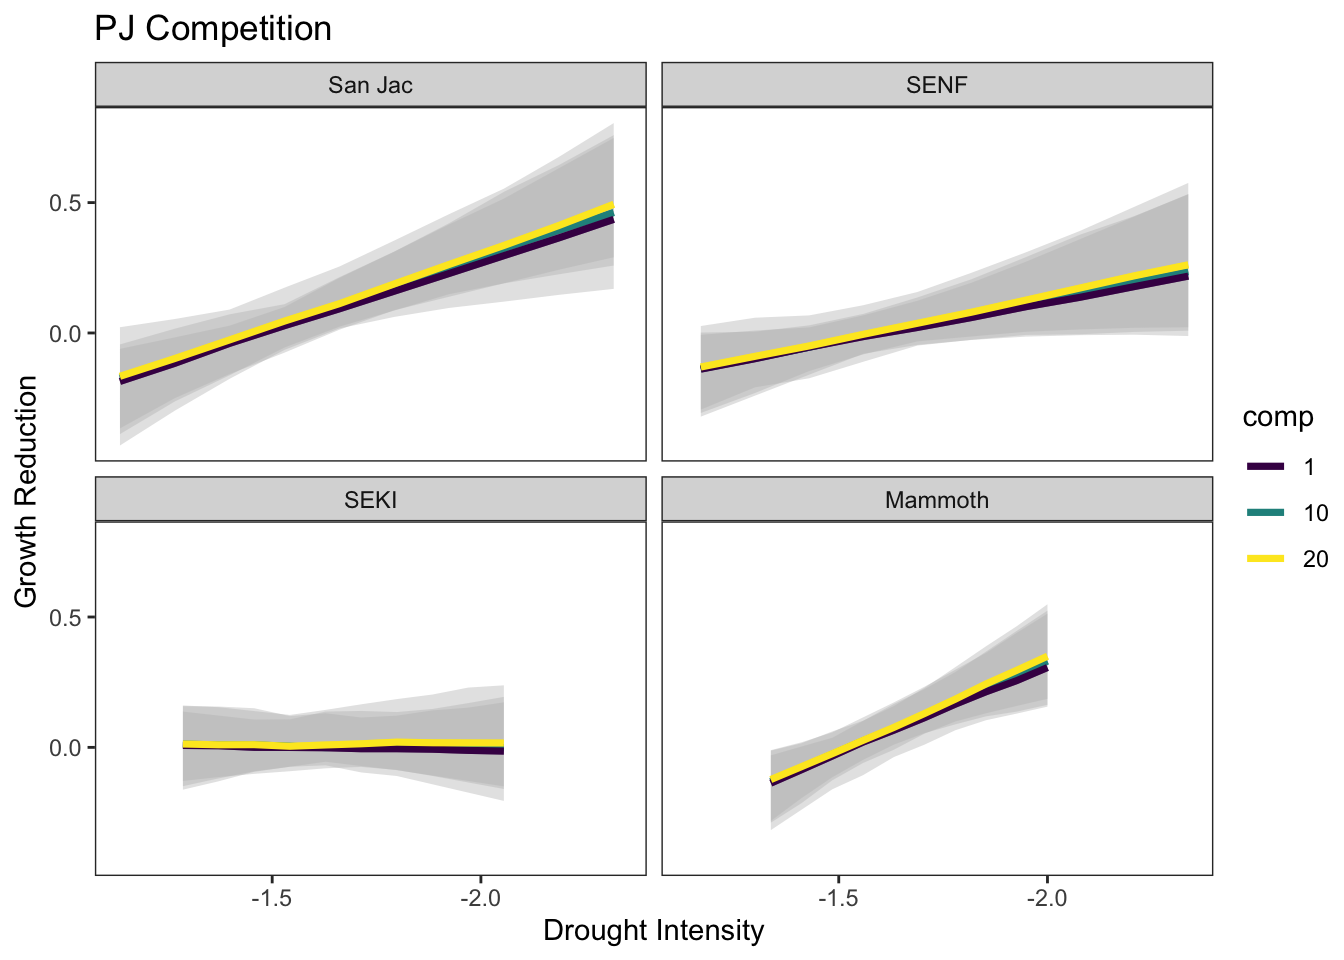 PJ Competition
San Jac
SENF
0.5
0.0
SEKI
Mammoth
0.5
0.0
-1.5
-2.0
-1.5
-2.0
Drought Intensity
Growth Reduction
comp
1
10
20